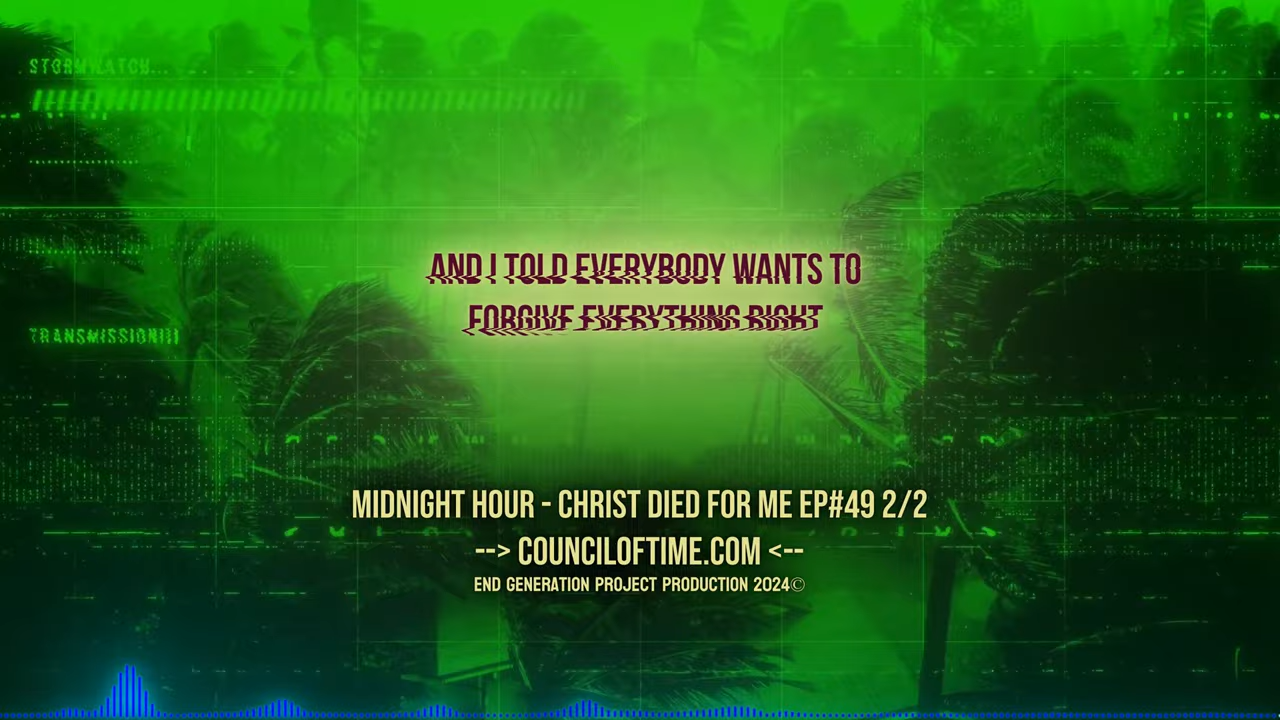 STORMWATCH...
AND I TOLD EVERYBODY WANTS TO
FORGIVE EVERYTHING RIGHT
TRANSMISSION!!!
MIDNIGHT HOUR - CHRIST DIED FOR ME EP#49 2/2
--> COUNCILOFTIME.COM <--
END GENERATION PROJECT PRODUCTION 2024©